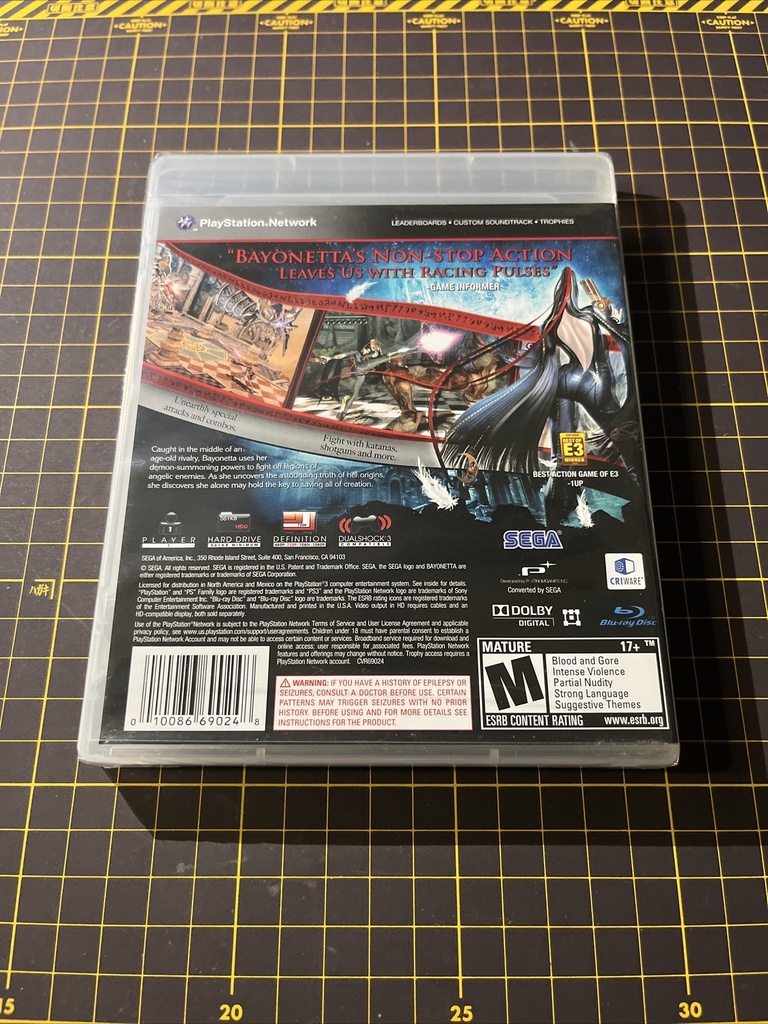 CAUTION
CAUTION
CAUTION
CAUTION
CAUTION
PlayStation®Network
LEADERBOARDS • CUSTOM SOUNDTRACK • TROPHIES
“BAYONETTA’S NON-STOP ACTION
LEAVES US WITH RACING PULSES”
-GAME INFORMER-
Unearthly special
attacks and combos.
Fight with katanas,
shotguns and more.
BEST OF
E3
WINNER
BEST ACTION GAME OF E3
-1UP
Caught in the middle of an
age-old rivalry, Bayonetta uses her
demon-summoning powers to fight off legions of
angelic enemies. As she uncovers the astounding truth of her origins,
she discovers she alone may hold the key to saving all of creation.
PLAYER
HARD DRIVE
HDD
DEFINITION
DUALSHOCK®3
COMPATIBLE
SEGA
SEGA of America, Inc., 350 Rhode Island Street, Suite 400, San Francisco, CA 94103
© SEGA. All rights reserved. SEGA is registered in the U.S. Patent and Trademark Office. SEGA, the SEGA logo and BAYONETTA are
either registered trademarks or trademarks of SEGA Corporation.
Licensed for distribution in North America and Mexico on the PlayStation®3 computer entertainment system. See inside for details.
“PlayStation” and “PS” Family logo are registered trademarks and “PS3” and the PlayStation Network logo are trademarks of Sony
Computer Entertainment Inc. “Blu-ray Disc” and “Blu-ray Disc” logo are trademarks. The ESRB rating icons are registered trademarks
of the Entertainment Software Association. Manufactured and printed in the U.S.A. Video output in HD requires cables and an
HD-compatible display, both sold separately.
Use of the PlayStation®Network is subject to the PlayStation Network Terms of Service and User License Agreement and applicable
privacy policy, see www.us.playstation.com/support/useragreements. Children under 18 must have parental consent to establish a
PlayStation Network Account and may not be able to access certain content or services. Broadband service required for download and
online access; user responsible for associated fees. PlayStation Network
features and offerings may change without notice. Trophy access requires a
PlayStation Network account. CVR69024
Developed by PLATINUMGAMES INC.
Converted by SEGA
CRIWARE™
DOLBY
DIGITAL
Blu-ray Disc
0 10086 69024 8
WARNING: IF YOU HAVE A HISTORY OF EPILEPSY OR
SEIZURES, CONSULT A DOCTOR BEFORE USE. CERTAIN
PATTERNS MAY TRIGGER SEIZURES WITH NO PRIOR
HISTORY. BEFORE USING AND FOR MORE DETAILS SEE
INSTRUCTIONS FOR THE PRODUCT.
MATURE 17+ ™
M
Blood and Gore
Intense Violence
Partial Nudity
Strong Language
Suggestive Themes
ESRB CONTENT RATING www.esrb.org
15 20 25 30